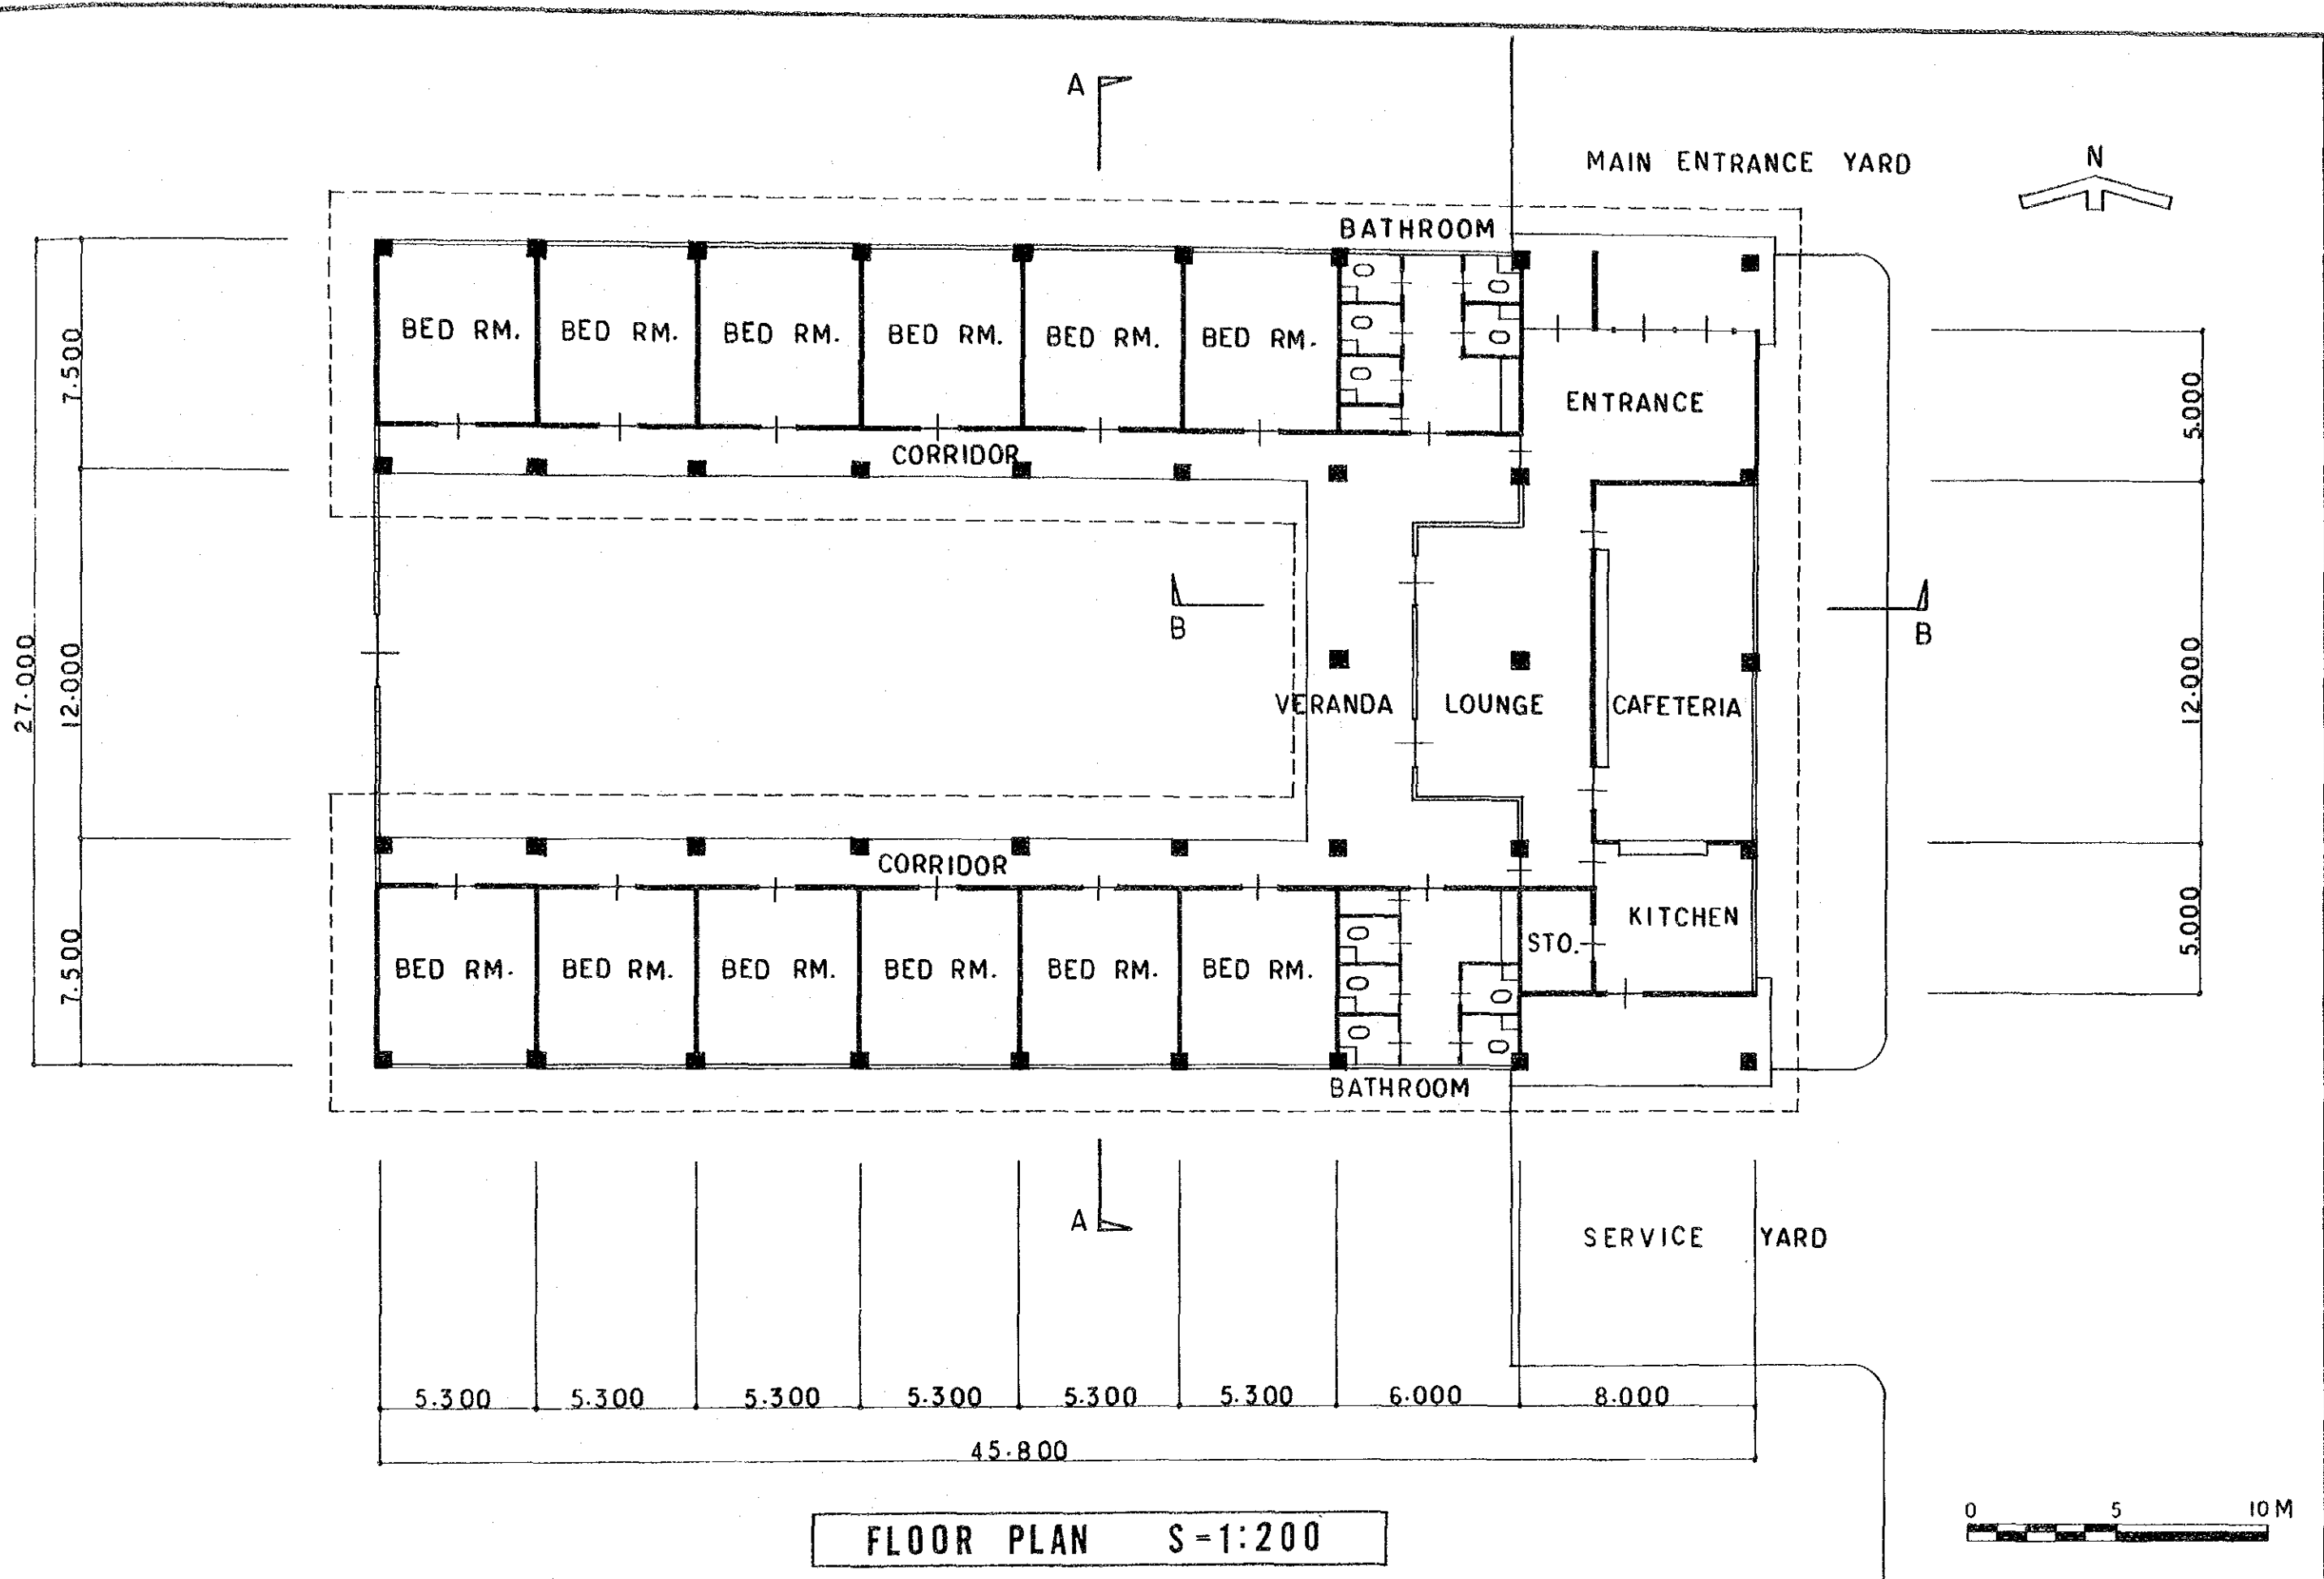 A
MAIN ENTRANCE YARD
N
BATHROOM
BED RM. BED RM. BED RM. BED RM. BED RM. BED RM.
7.500
ENTRANCE
5.000
CORRIDOR
B
B
27.000
12.000
12.000
VERANDA LOUNGE CAFETERIA
CORRIDOR
KITCHEN
STO.
7.500
5.000
BED RM. BED RM. BED RM. BED RM. BED RM. BED RM.
BATHROOM
A
SERVICE YARD
5.300 5.300 5.300 5.300 5.300 5.300 6.000 8.000
45.800
0 5 10 M
FLOOR PLAN S=1:200